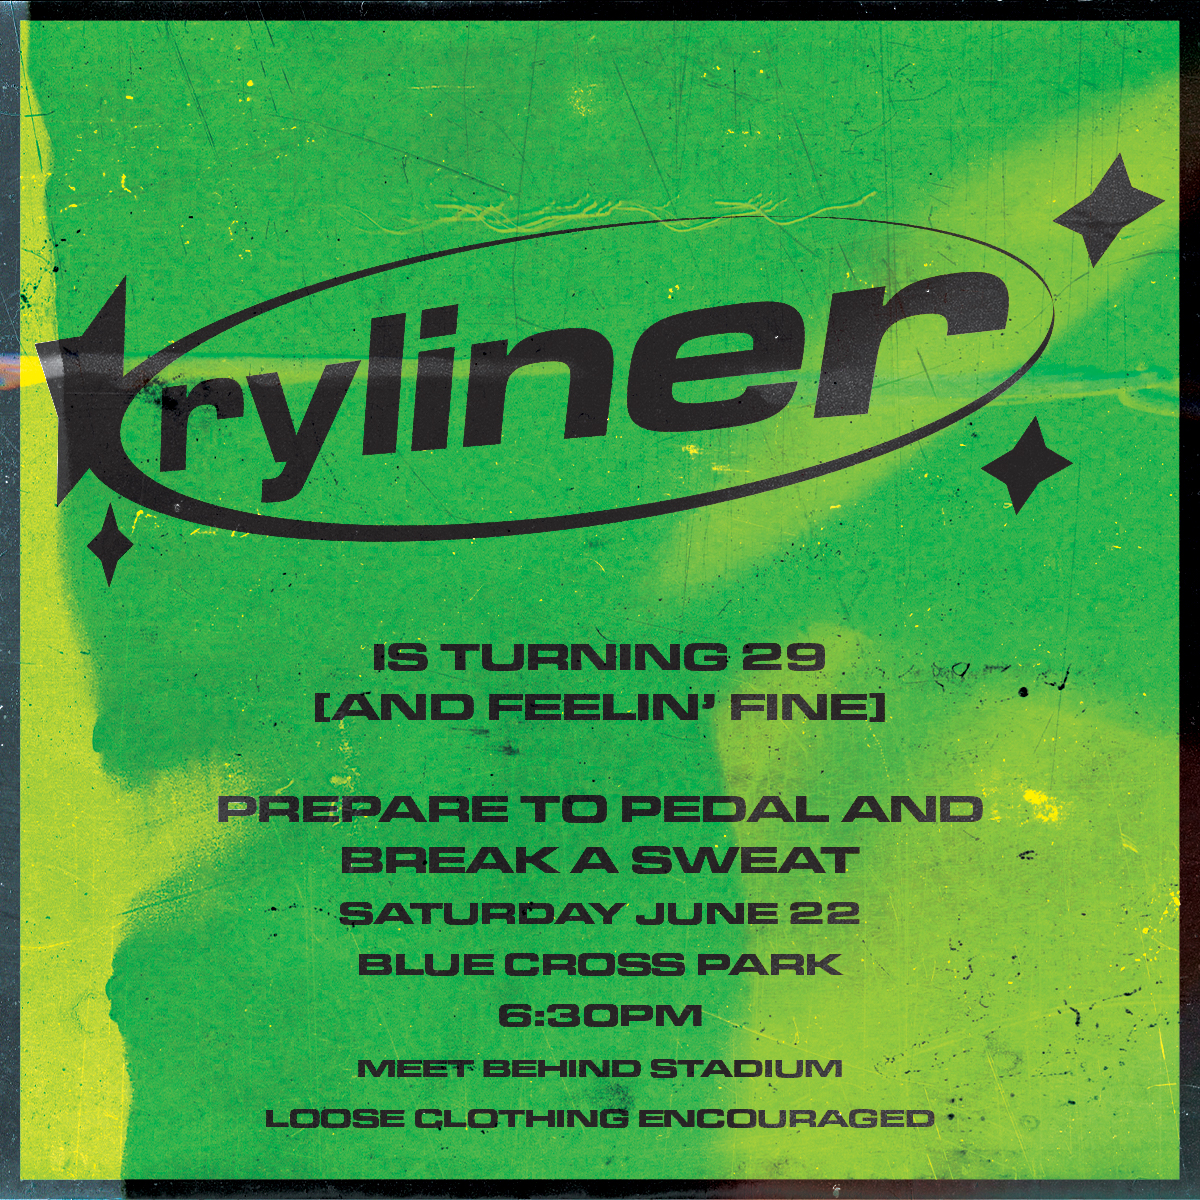 kryliner
IS TURNING 29
[AND FEELIN’ FINE]
PREPARE TO PEDAL AND
BREAK A SWEAT
SATURDAY JUNE 22
BLUE CROSS PARK
6:30PM
MEET BEHIND STADIUM
LOOSE CLOTHING ENCOURAGED